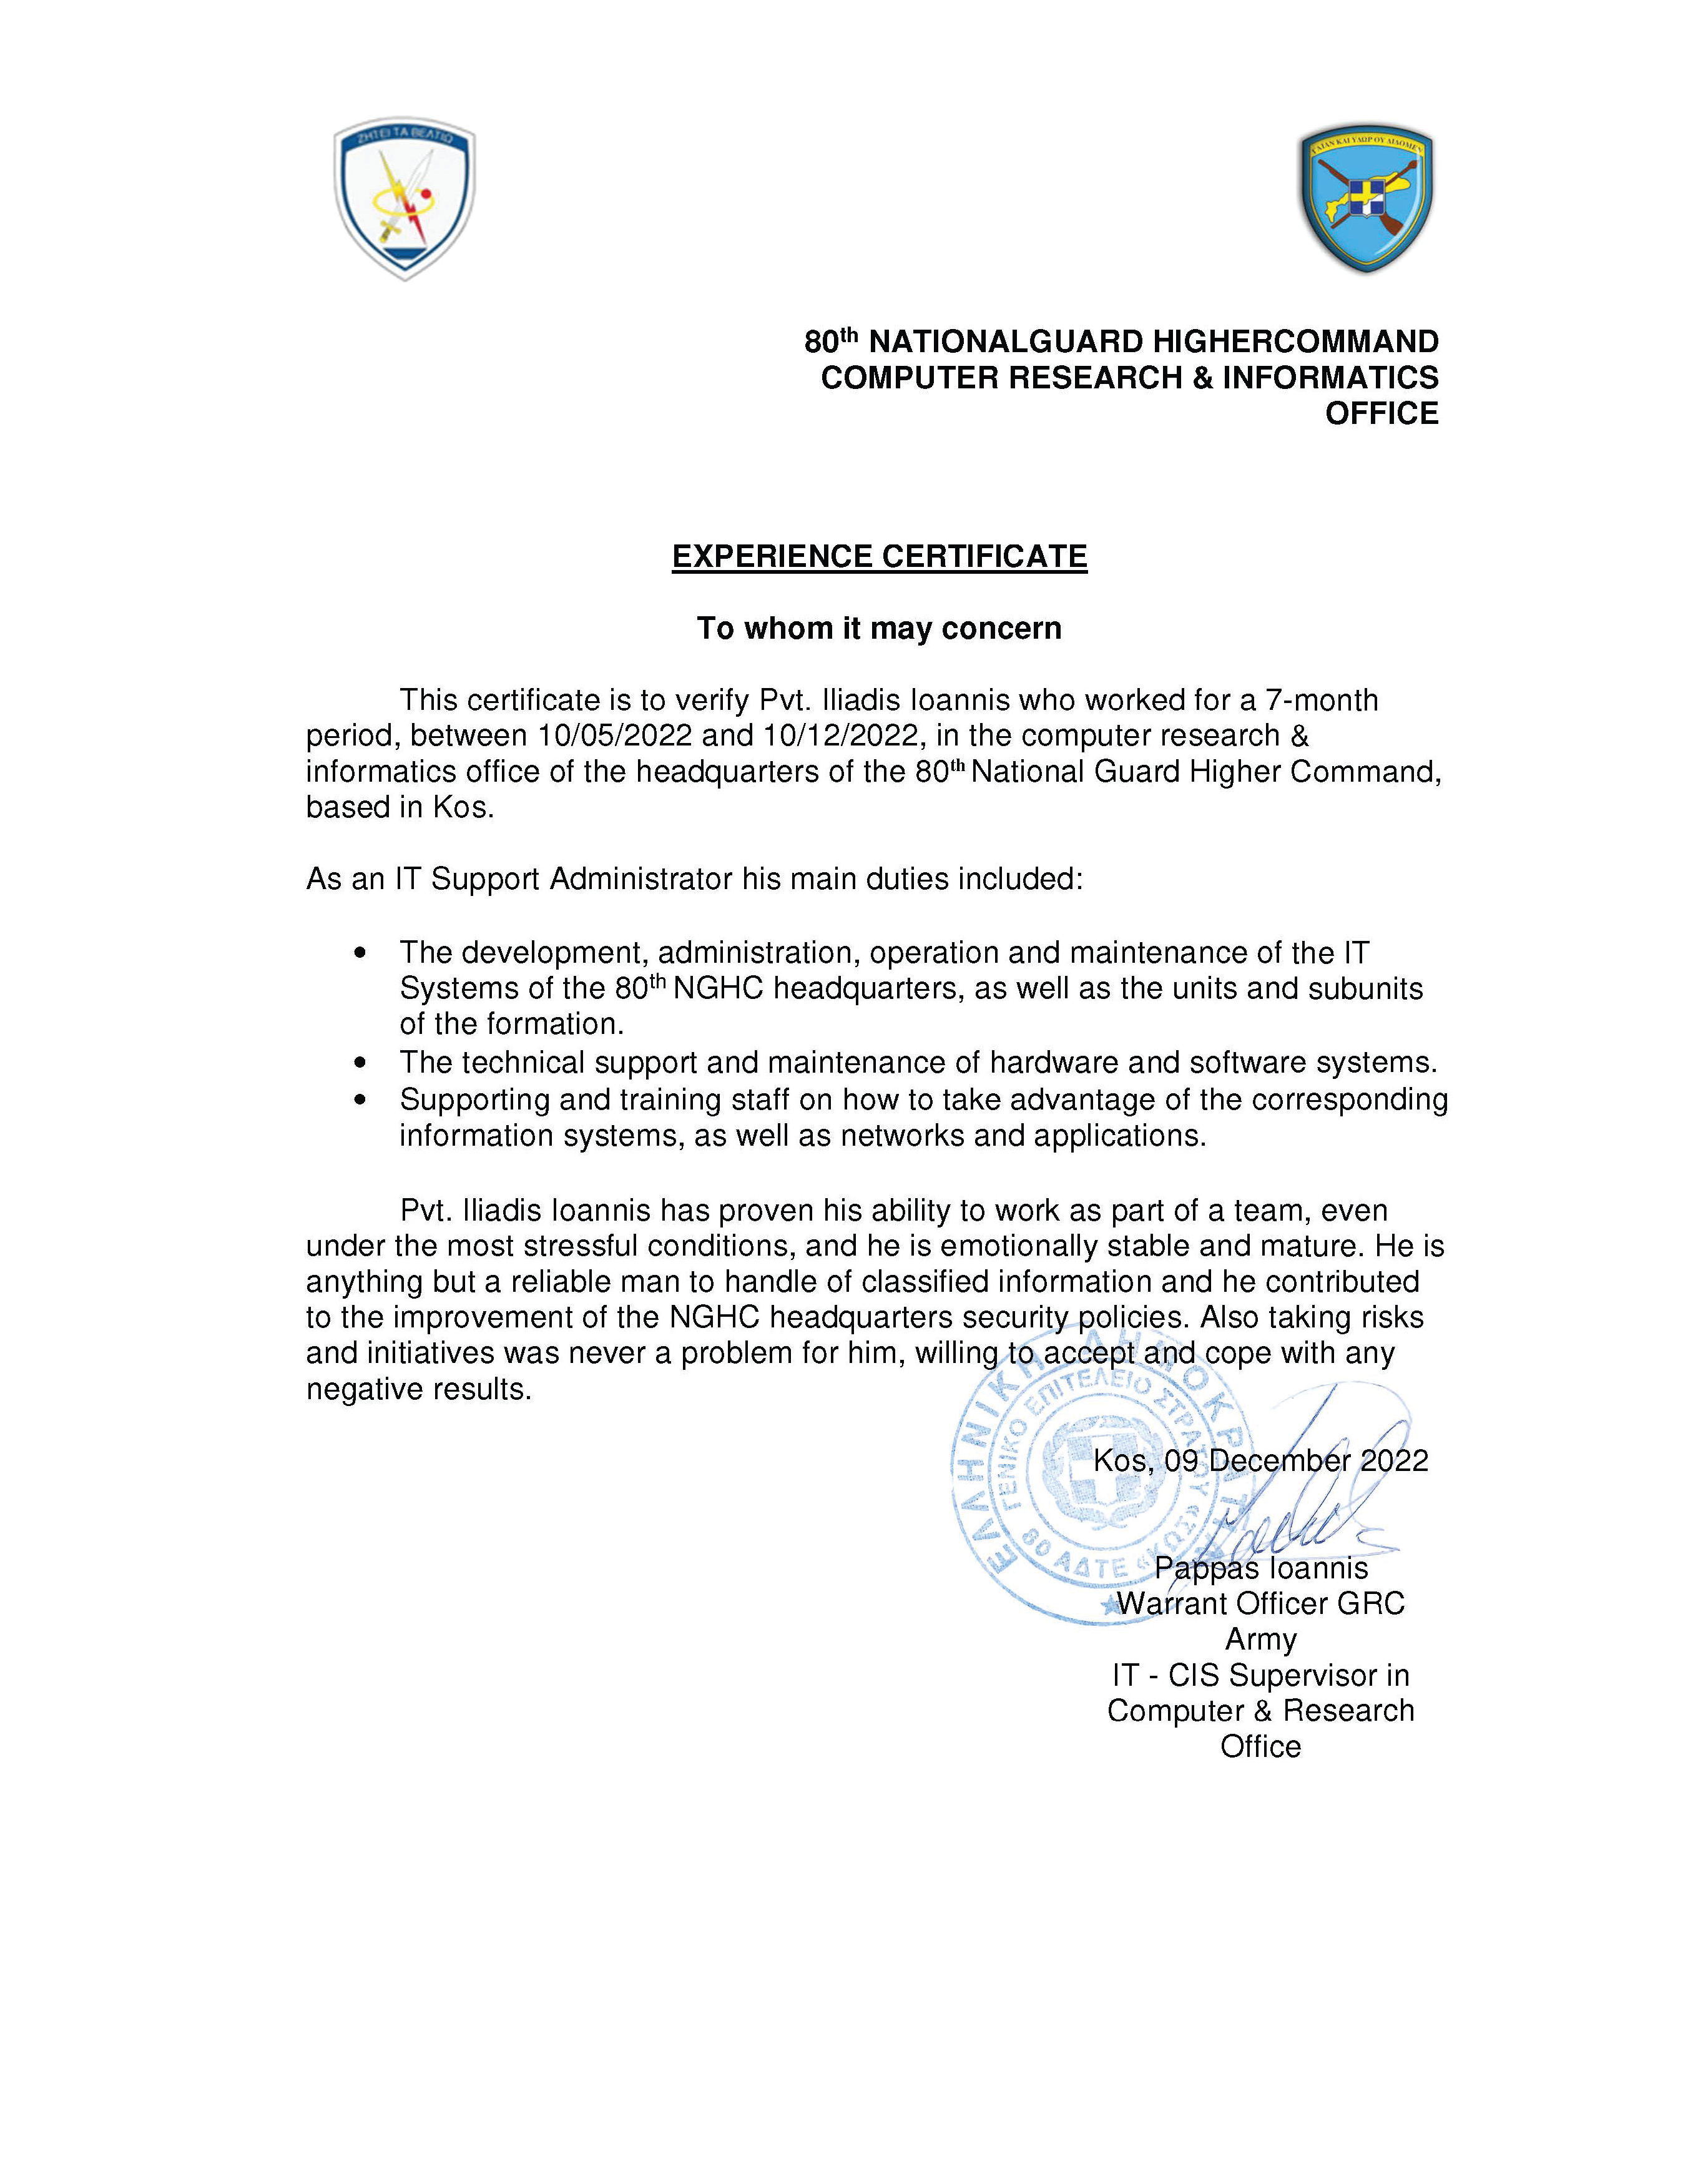 ΖΗΤΕΙ ΤΑ ΒΕΛΤΙΩ
ΓΑΙΑΝ ΚΑΙ ΥΔΩΡ ΟΥ ΔΙΔΟΜΕΝ
80th NATIONALGUARD HIGHERCOMMAND
COMPUTER RESEARCH & INFORMATICS
OFFICE
EXPERIENCE CERTIFICATE
To whom it may concern
This certificate is to verify Pvt. Iliadis Ioannis who worked for a 7-month
period, between 10/05/2022 and 10/12/2022, in the computer research &
informatics office of the headquarters of the 80th National Guard Higher Command,
based in Kos.
As an IT Support Administrator his main duties included:
• The development, administration, operation and maintenance of the IT
Systems of the 80th NGHC headquarters, as well as the units and subunits
of the formation.
• The technical support and maintenance of hardware and software systems.
• Supporting and training staff on how to take advantage of the corresponding
information systems, as well as networks and applications.
Pvt. Iliadis Ioannis has proven his ability to work as part of a team, even
under the most stressful conditions, and he is emotionally stable and mature. He is
anything but a reliable man to handle of classified information and he contributed
to the improvement of the NGHC headquarters security policies. Also taking risks
and initiatives was never a problem for him, willing to accept and cope with any
negative results.
ΕΛΛΗΝΙΚΗ ΔΗΜΟΚΡΑΤΙΑ
ΓΕΝΙΚΟ ΕΠΙΤΕΛΕΙΟ ΣΤΡΑΤΟΥ
80 ΑΔΤΕ «ΚΩΣ»
Kos, 09 December 2022
Pappas Ioannis
Warrant Officer GRC
Army
IT - CIS Supervisor in
Computer & Research
Office